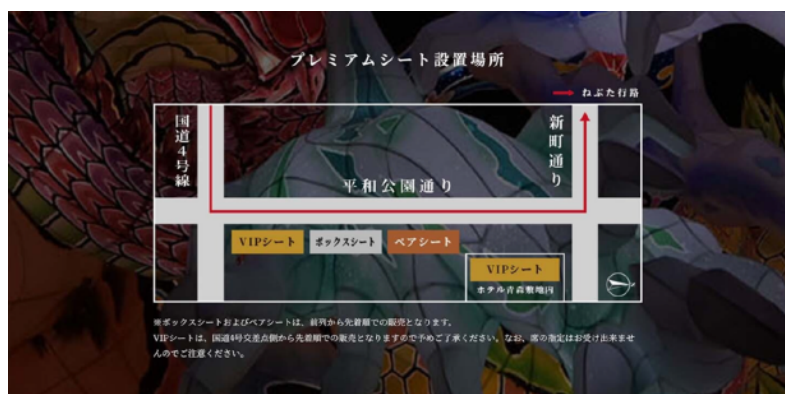 プレミアムシート設置場所
ねぶた行路
国道4号線
新町通り
平和公園通り
VIPシート
ボックスシート
ペアシート
VIPシート
ホテル青森敷地内
※ボックスシートおよびペアシートは、前列から先着順での販売となります。
VIPシートは、国道4号交差点側から先着順での販売となりますので予めご了承ください。なお、席の指定はお受け出来ませ
んのでご注意ください。